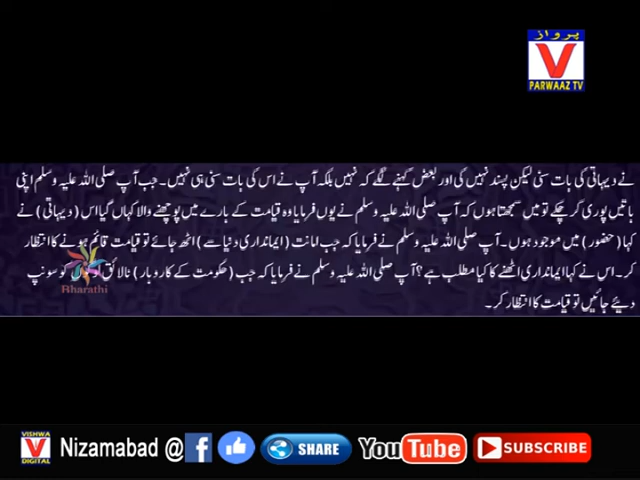 پرواز
V
PARWAAZ TV
نے دیہاتی کی بات سنی لیکن پسند نہیں کی اور بعض کہنے لگے کہ نہیں بلکہ آپ نے اس کی بات سنی ہی نہیں۔ جب آپ صلی اللہ علیہ وسلم اپنی
باتیں پوری کر چکے تو میں سمجھتا ہوں کہ آپ صلی اللہ علیہ وسلم نے یوں فرمایا وہ قیامت کے بارے میں پوچھنے والا کہاں گیا اس (دیہاتی) نے
کہا (حضور) میں موجود ہوں۔ آپ صلی اللہ علیہ وسلم نے فرمایا کہ جب امانت (ایمانداری دنیا سے) اٹھ جائے تو قیامت قائم ہونے کا انتظار
کر۔ اس نے کہا ایمانداری اٹھنے کا کیا مطلب ہے؟ آپ صلی اللہ علیہ وسلم نے فرمایا کہ جب (حکومت کے کاروبار) نالائق لوگوں کو سونپ
دئیے جائیں تو قیامت کا انتظار کر۔
Bharathi
VISHWA
V
DIGITAL
Nizamabad @ f SHARE YouTube SUBSCRIBE